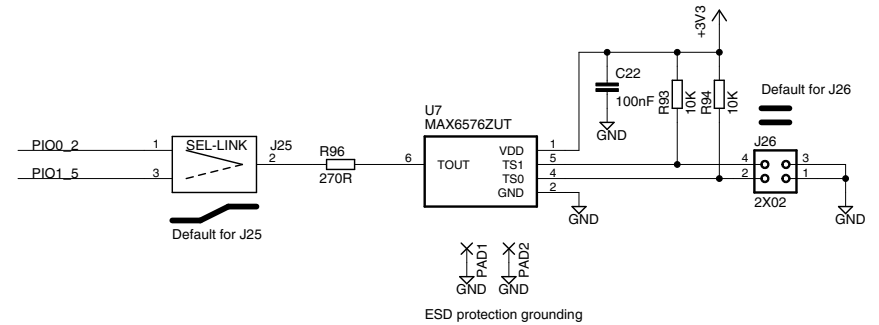 +3V3
C22
100nF
R93
10K
R94
10K
Default for J26
GND
U7
MAX6576ZUT
J26
PIO0_2
1
SEL-LINK
J25
2
R96
270R
6
TOUT
VDD
1
TS1
5
TS0
4
GND
2
4
3
2
1
2X02
PIO1_5
3
GND
GND
Default for J25
PAD1
PAD2
GND
GND
ESD protection grounding